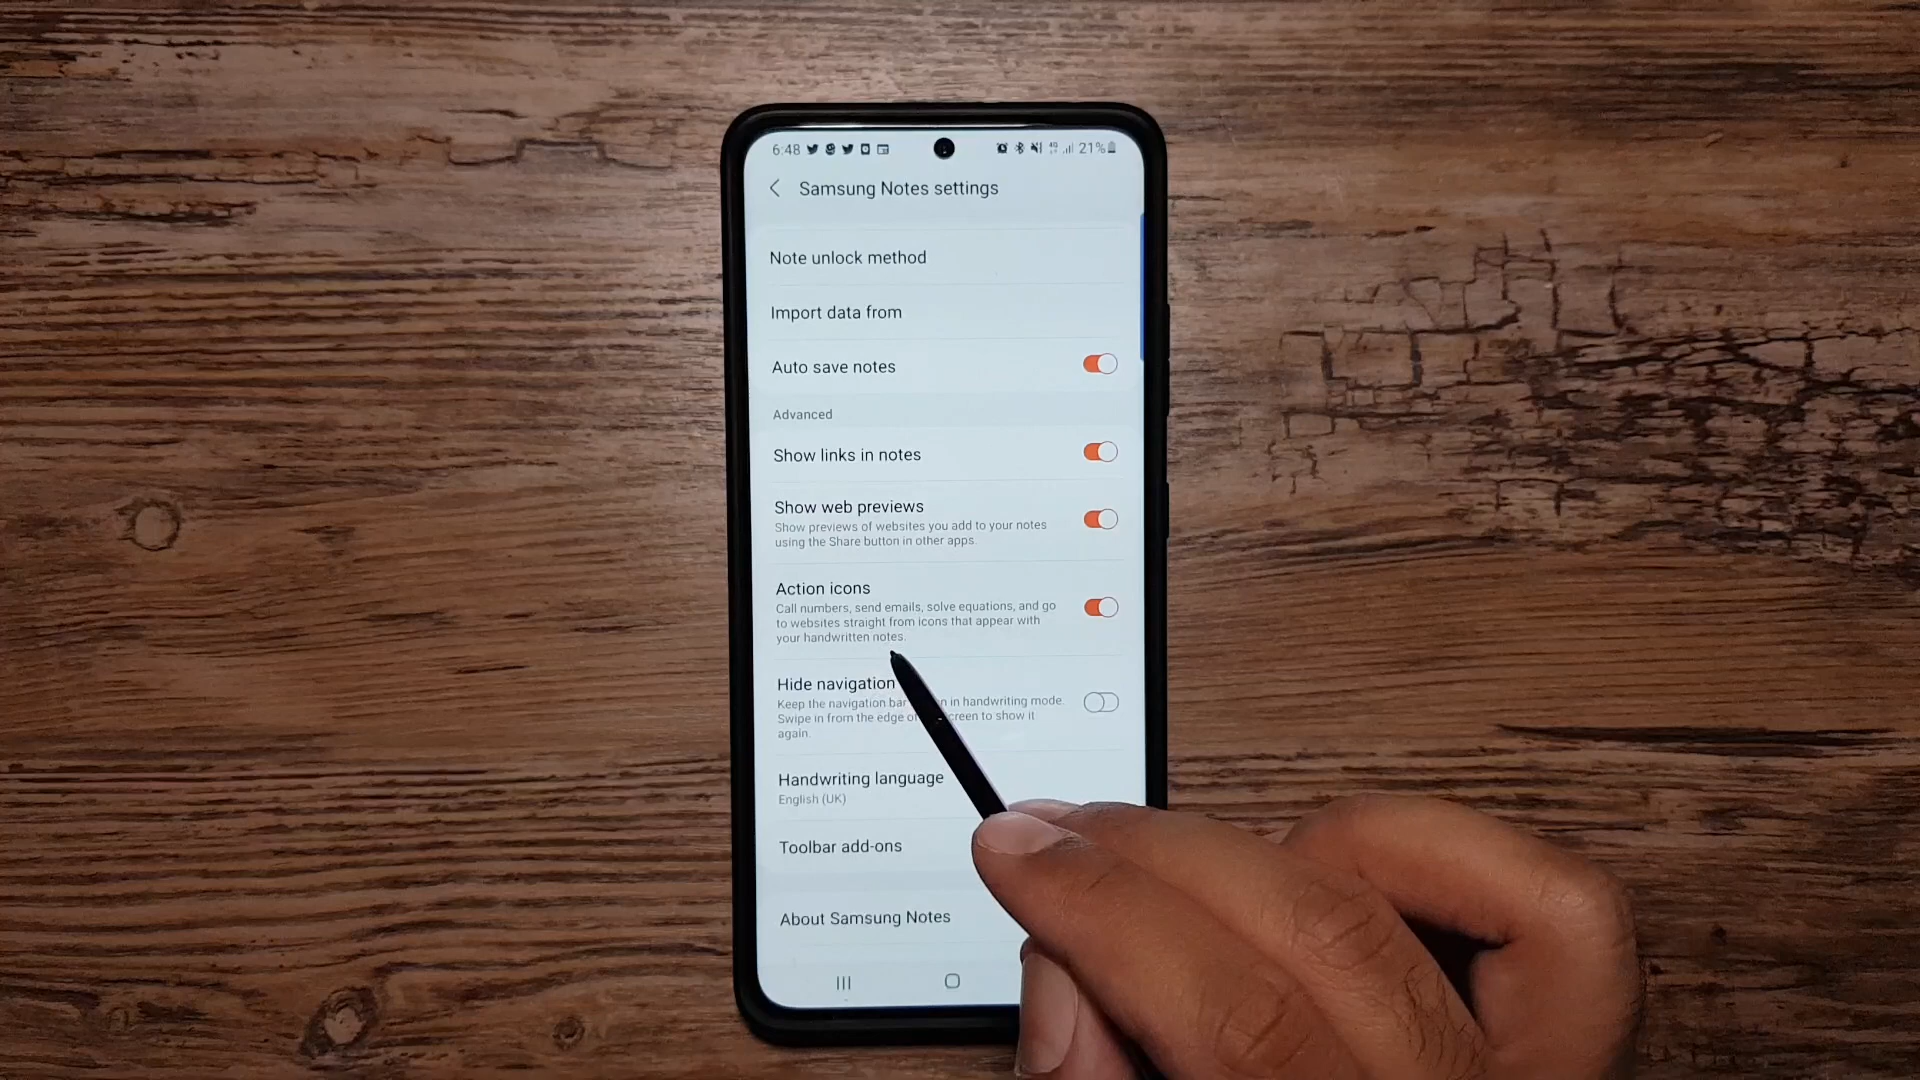 6:48 21%
Samsung Notes settings
Note unlock method
Import data from
Auto save notes
Advanced
Show links in notes
Show web previews
Show previews of websites you add to your notes
using the Share button in other apps.
Action icons
Call numbers, send emails, solve equations, and go
to websites straight from icons that appear with
your handwritten notes.
Hide navigation
Keep the navigation bar in handwriting mode.
Swipe in from the edge of screen to show it
again.
Handwriting language
English (UK)
Toolbar add-ons
About Samsung Notes